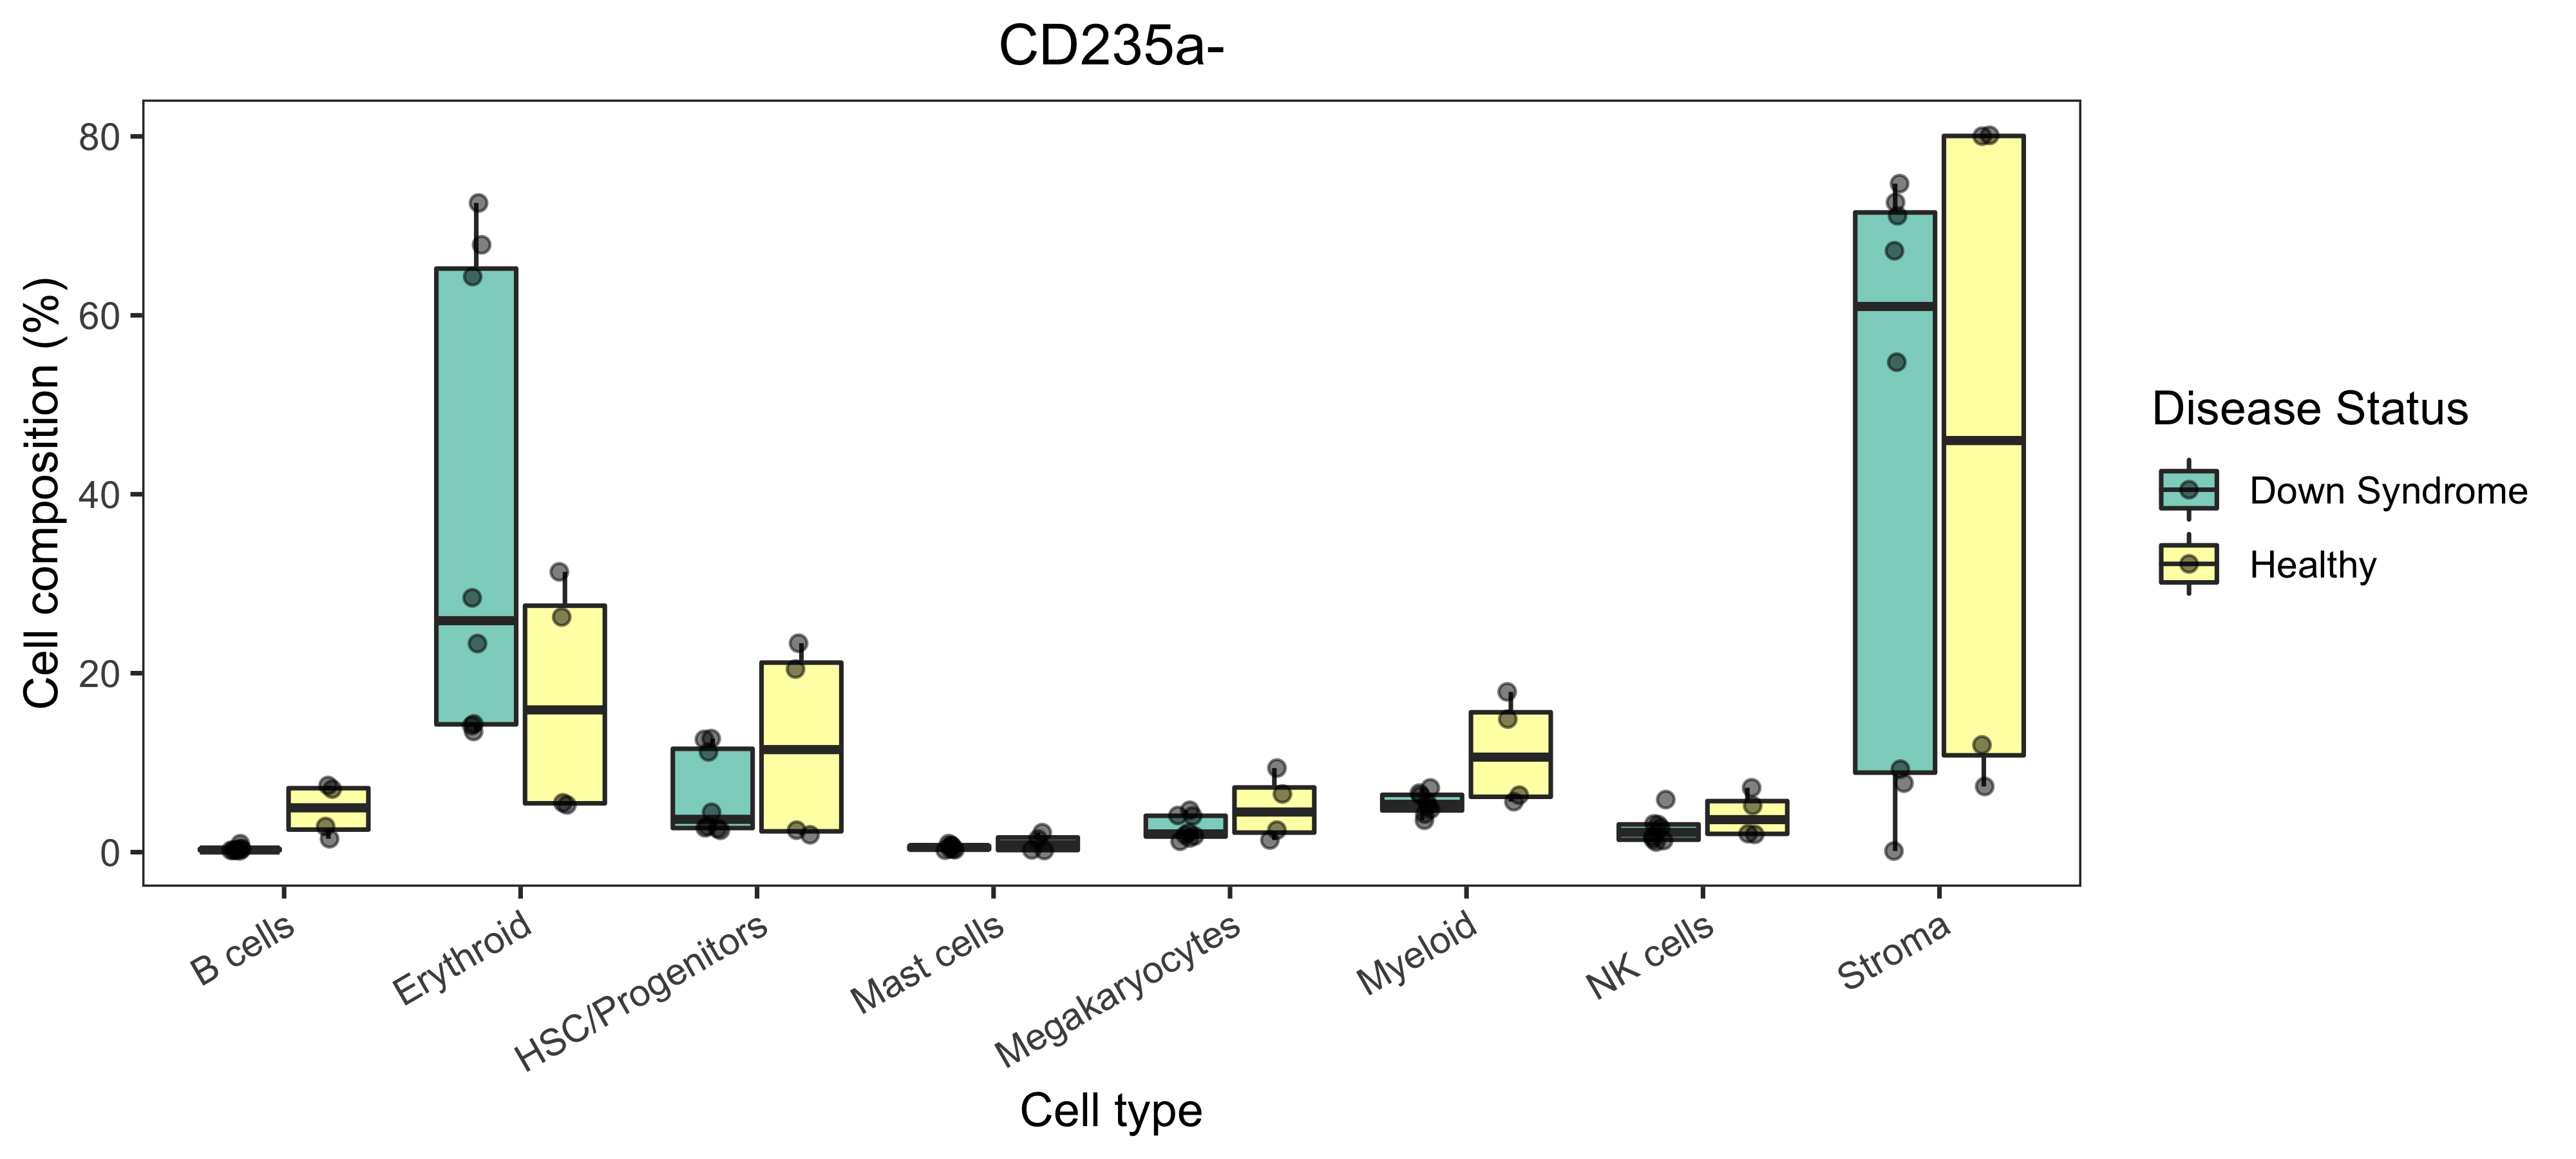 CD235a-
Cell composition (%)
80
60
40
20
0
B cells
Erythroid
HSC/Progenitors
Mast cells
Megakaryocytes
Myeloid
NK cells
Stroma
Cell type
Disease Status
Down Syndrome
Healthy